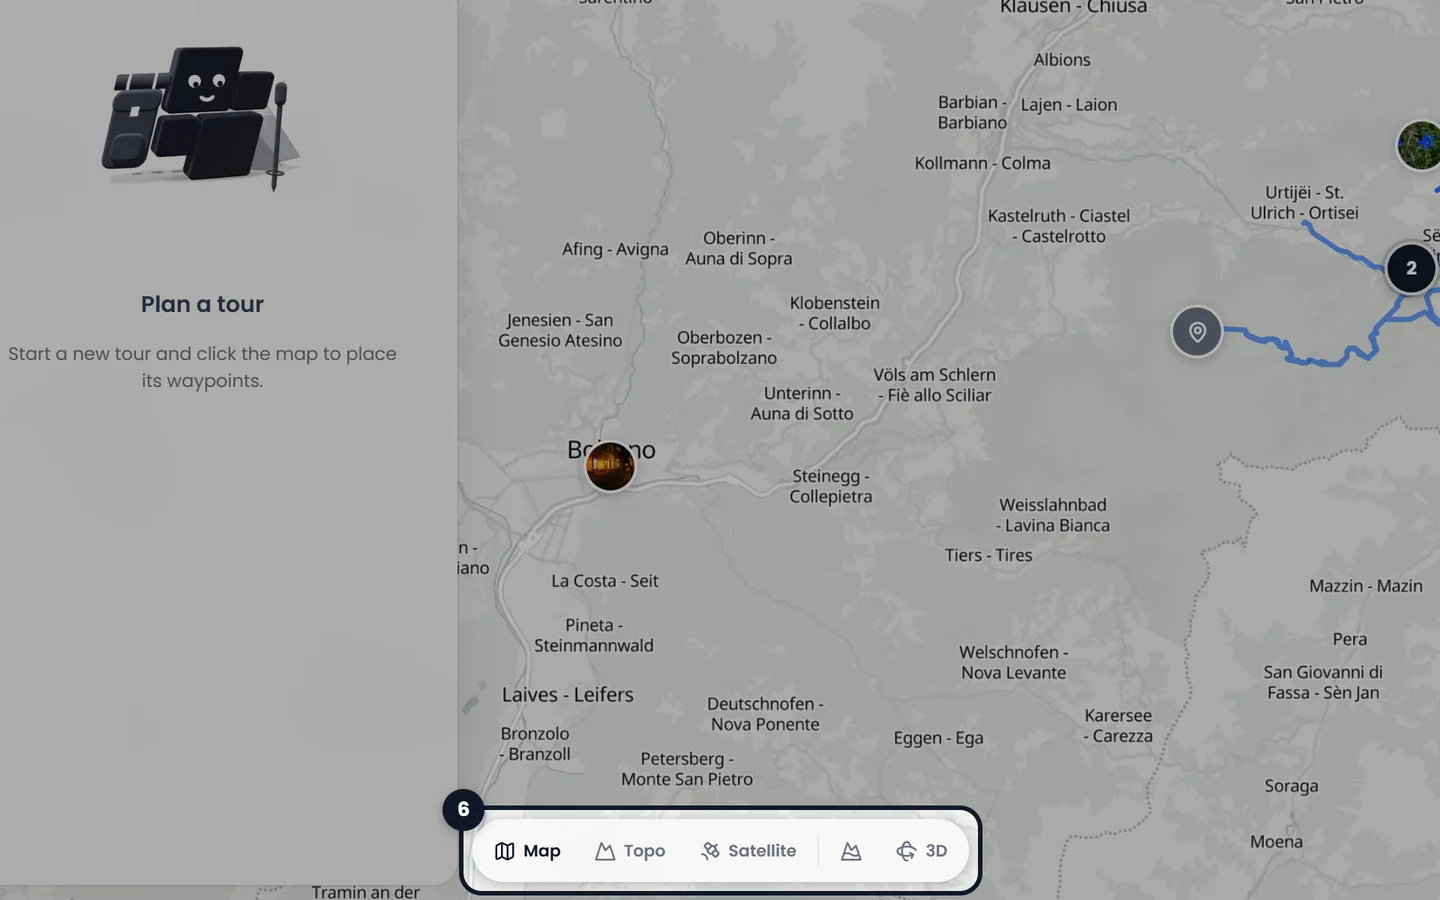 Sarentino
Klausen - Chiusa
San Pietro
Albions
Barbian -
Barbiano
Lajen - Laion
Kollmann - Colma
Urtijëi - St.
Ulrich - Ortisei
Kastelruth - Ciastel
- Castelrotto
Oberinn -
Auna di Sopra
Afing - Avigna
2
Plan a tour
Klobenstein
- Collalbo
Jenesien - San
Genesio Atesino
Oberbozen -
Soprabolzano
Start a new tour and click the map to place
its waypoints.
Völs am Schlern
- Fiè allo Sciliar
Unterinn -
Auna di Sotto
Steinegg -
Collepietra
Weisslahnbad
- Lavina Bianca
Tiers - Tires
La Costa - Seit
Mazzin - Mazin
Pineta -
Steinmannwald
Pera
Welschnofen -
Nova Levante
San Giovanni di
Fassa - Sèn Jan
Laives - Leifers
Deutschnofen -
Nova Ponente
Karersee
- Carezza
Bronzolo
- Branzoll
Eggen - Ega
Petersberg -
Monte San Pietro
Soraga
6
Moena
Map
Topo
Satellite
3D
Tramin an der